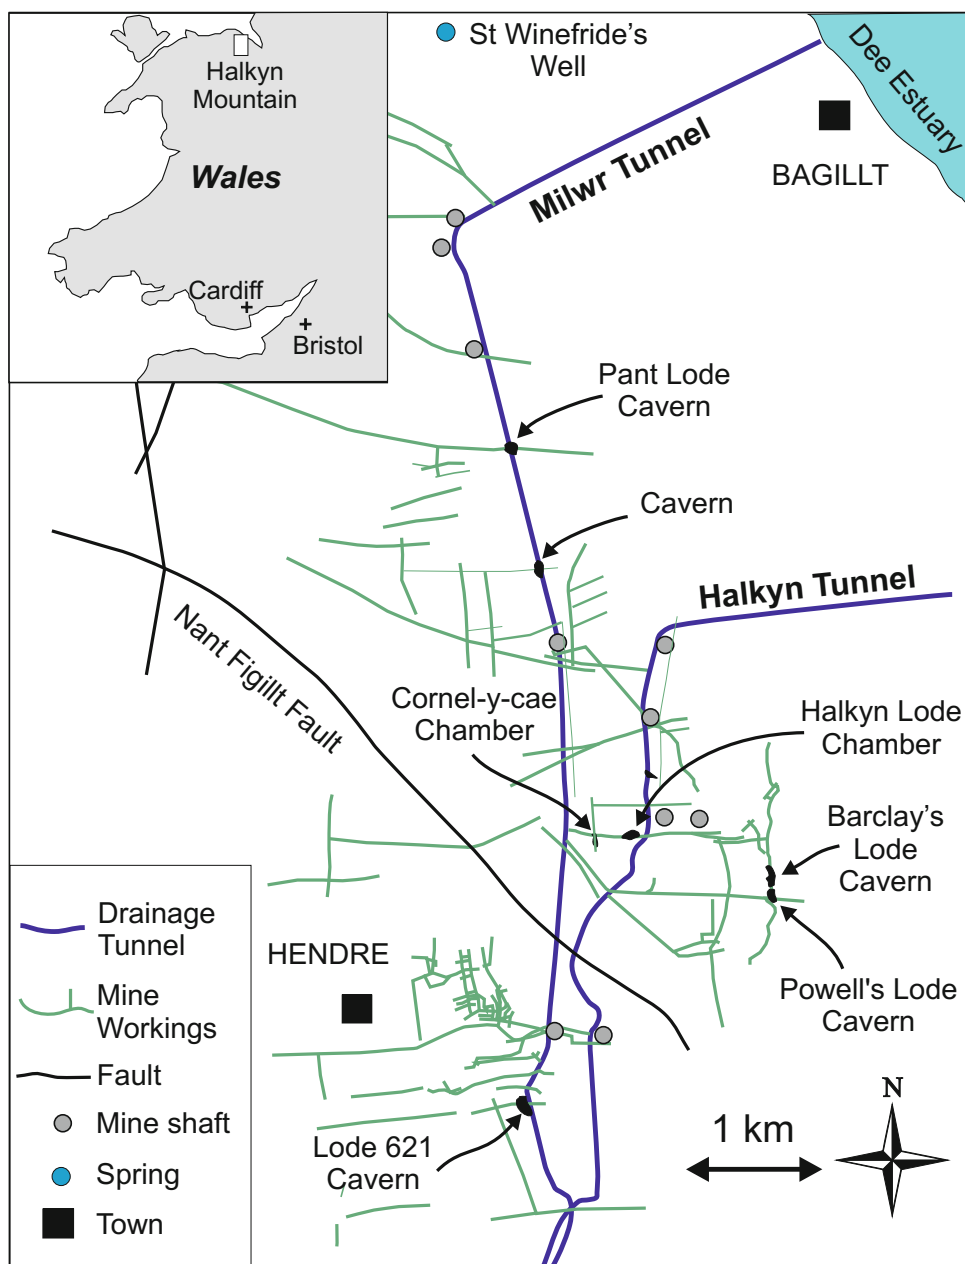 St Winefride's
Well
Dee Estuary
BAGILLT
Milwr Tunnel
Halkyn
Mountain
Wales
Cardiff
Bristol
Pant Lode
Cavern
Cavern
Halkyn Tunnel
Nant Figillt Fault
Cornel-y-cae
Chamber
Halkyn Lode
Chamber
Barclay's
Lode
Cavern
Powell's Lode
Cavern
HENDRE
Lode 621
Cavern
Drainage
Tunnel
Mine
Workings
Fault
Mine shaft
Spring
Town
1 km
N